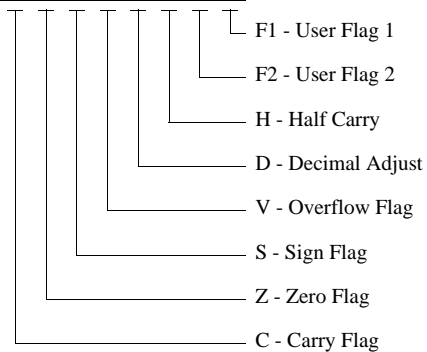 F1 - User Flag 1
F2 - User Flag 2
H - Half Carry
D - Decimal Adjust
V - Overflow Flag
S - Sign Flag
Z - Zero Flag
C - Carry Flag